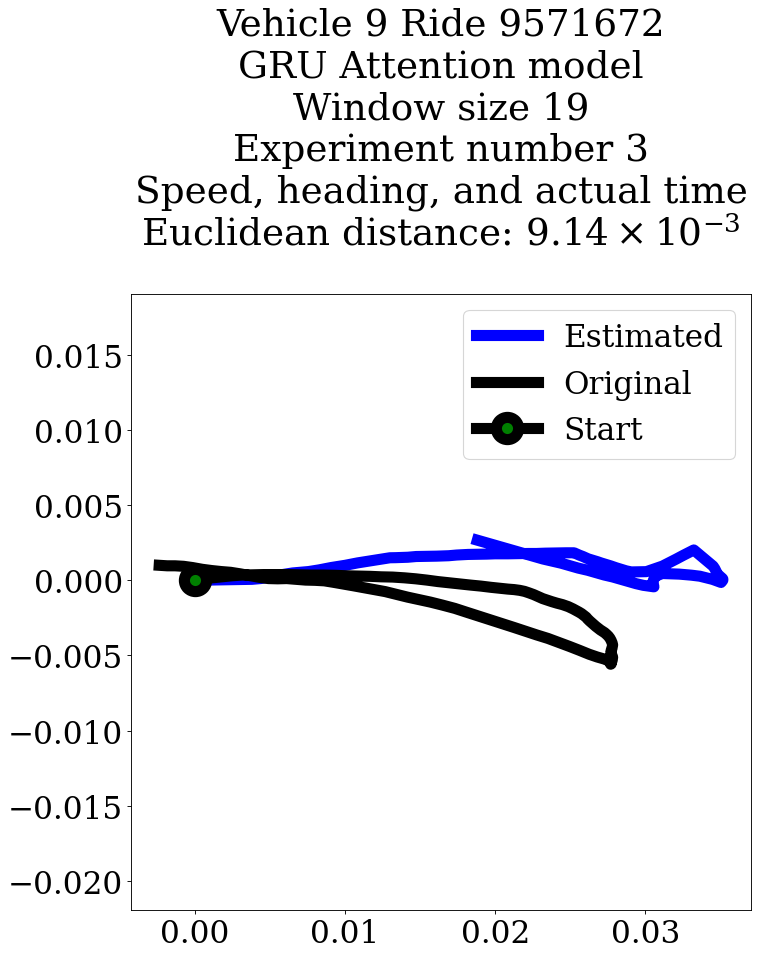 Vehicle 9 Ride 9571672
GRU Attention model
Window size 19
Experiment number 3
Speed, heading, and actual time
Euclidean distance: 9.14 × 10⁻³
Estimated
Original
Start
0.015
0.010
0.005
0.000
−0.005
−0.010
−0.015
−0.020
0.00 0.01 0.02 0.03